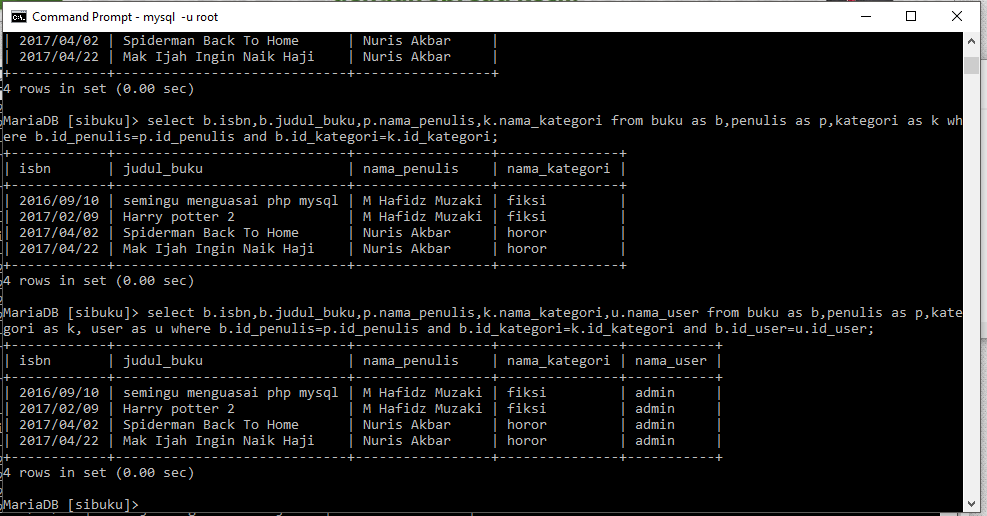 Command Prompt - mysql  -u root
| 2017/04/02 | Spiderman Back To Home      | Nuris Akbar     |
| 2017/04/22 | Mak Ijah Ingin Naik Haji    | Nuris Akbar     |
+------------+-----------------------------+-----------------+
4 rows in set (0.00 sec)
MariaDB [sibuku]> select b.isbn,b.judul_buku,p.nama_penulis,k.nama_kategori from buku as b,penulis as p,kategori as k wh
ere b.id_penulis=p.id_penulis and b.id_kategori=k.id_kategori;
+------------+-----------------------------+-----------------+---------------+
| isbn       | judul_buku                  | nama_penulis    | nama_kategori |
+------------+-----------------------------+-----------------+---------------+
| 2016/09/10 | semingu menguasai php mysql | M Hafidz Muzaki | fiksi         |
| 2017/02/09 | Harry potter 2              | M Hafidz Muzaki | fiksi         |
| 2017/04/02 | Spiderman Back To Home      | Nuris Akbar     | horor         |
| 2017/04/22 | Mak Ijah Ingin Naik Haji    | Nuris Akbar     | horor         |
+------------+-----------------------------+-----------------+---------------+
4 rows in set (0.00 sec)
MariaDB [sibuku]> select b.isbn,b.judul_buku,p.nama_penulis,k.nama_kategori,u.nama_user from buku as b,penulis as p,kate
gori as k, user as u where b.id_penulis=p.id_penulis and b.id_kategori=k.id_kategori and b.id_user=u.id_user;
+------------+-----------------------------+-----------------+---------------+-----------+
| isbn       | judul_buku                  | nama_penulis    | nama_kategori | nama_user |
+------------+-----------------------------+-----------------+---------------+-----------+
| 2016/09/10 | semingu menguasai php mysql | M Hafidz Muzaki | fiksi         | admin     |
| 2017/02/09 | Harry potter 2              | M Hafidz Muzaki | fiksi         | admin     |
| 2017/04/02 | Spiderman Back To Home      | Nuris Akbar     | horor         | admin     |
| 2017/04/22 | Mak Ijah Ingin Naik Haji    | Nuris Akbar     | horor         | admin     |
+------------+-----------------------------+-----------------+---------------+-----------+
4 rows in set (0.00 sec)
MariaDB [sibuku]>